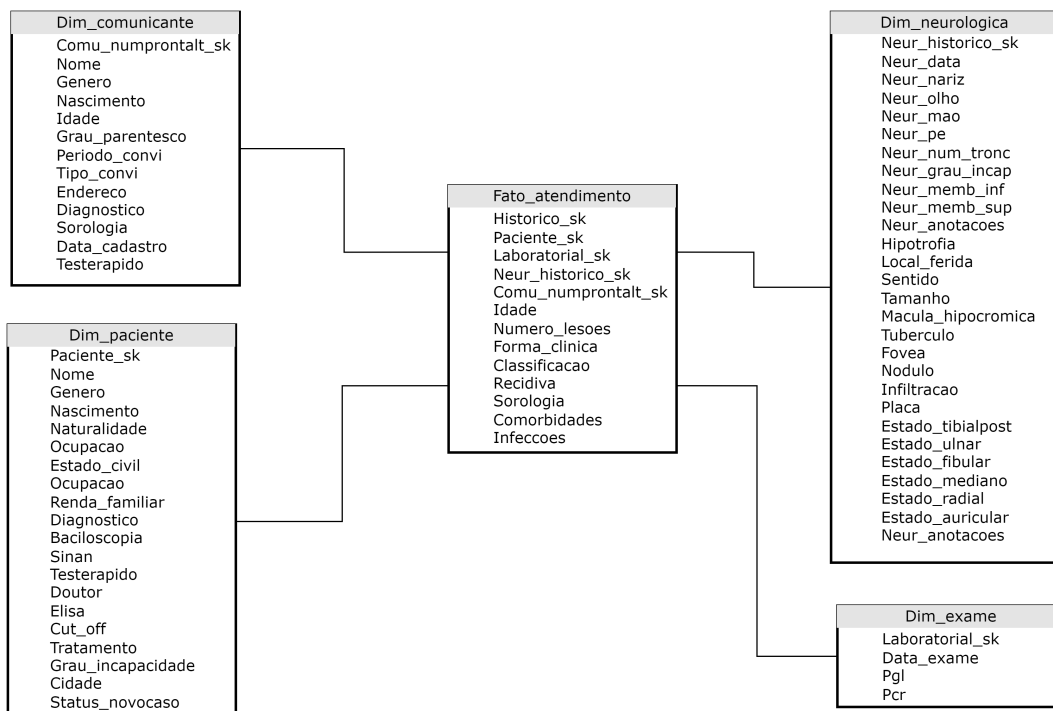 Dim_comunicante
Comu_numprontalt_sk
Nome
Genero
Nascimento
Idade
Grau_parentesco
Periodo_convi
Tipo_convi
Endereco
Diagnostico
Sorologia
Data_cadastro
Testerapido
Dim_paciente
Paciente_sk
Nome
Genero
Nascimento
Naturalidade
Ocupacao
Estado_civil
Ocupacao
Renda_familiar
Diagnostico
Baciloscopia
Sinan
Testerapido
Doutor
Elisa
Cut_off
Tratamento
Grau_incapacidade
Cidade
Status_novocaso
Fato_atendimento
Historico_sk
Paciente_sk
Laboratorial_sk
Neur_historico_sk
Comu_numprontalt_sk
Idade
Numero_lesoes
Forma_clinica
Classificacao
Recidiva
Sorologia
Comorbidades
Infeccoes
Dim_neurologica
Neur_historico_sk
Neur_data
Neur_nariz
Neur_olho
Neur_mao
Neur_pe
Neur_num_tronc
Neur_grau_incap
Neur_memb_inf
Neur_memb_sup
Neur_anotacoes
Hipotrofia
Local_ferida
Sentido
Tamanho
Macula_hipocromica
Tuberculo
Fovea
Nodulo
Infiltracao
Placa
Estado_tibialpost
Estado_ulnar
Estado_fibular
Estado_mediano
Estado_radial
Estado_auricular
Neur_anotacoes
Dim_exame
Laboratorial_sk
Data_exame
Pgl
Pcr